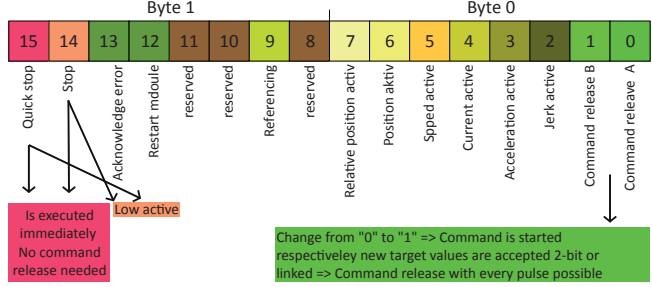 Byte 1
Byte 0
15 14 13 12 11 10 9 8 7 6 5 4 3 2 1 0
Quick stop
Stop
Acknowledge error
Restart mdoule
reserved
reserved
Referencing
reserved
Relative position activ
Position aktiv
Spped active
Current active
Acceleration active
Jerk active
Command release B
Command releave A
Is executed
immediately
No command
release needed
Low active
Change from "0" to "1" => Command is started
respectiveley new target values are accepted 2-bit or
linked => Command release with every pulse possible